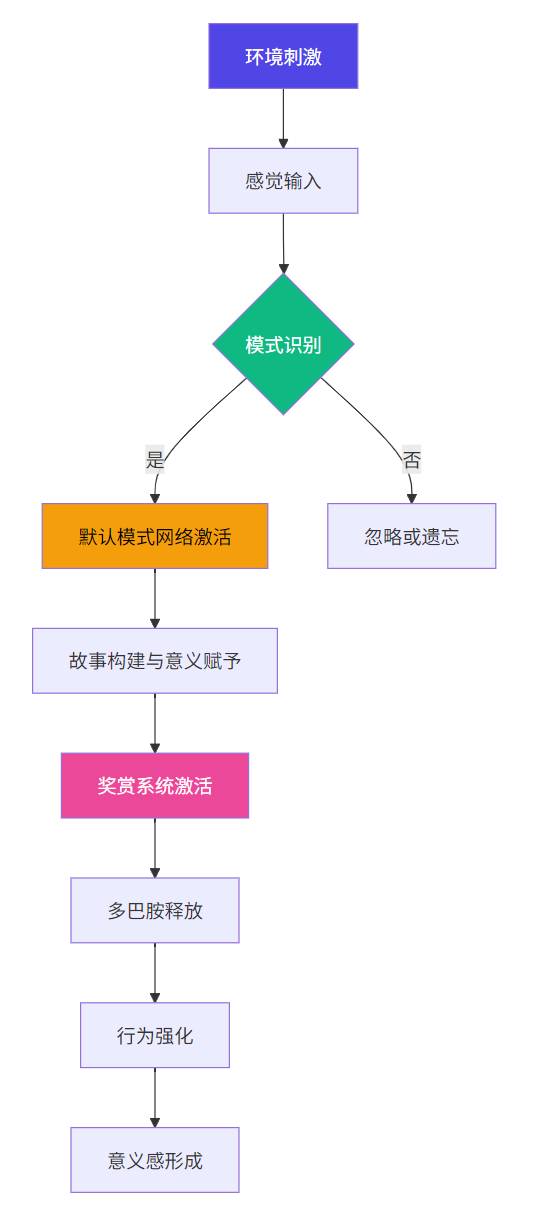 环境刺激
感觉输入
模式识别
是
否
默认模式网络激活
忽略或遗忘
故事构建与意义赋予
奖赏系统激活
多巴胺释放
行为强化
意义感形成